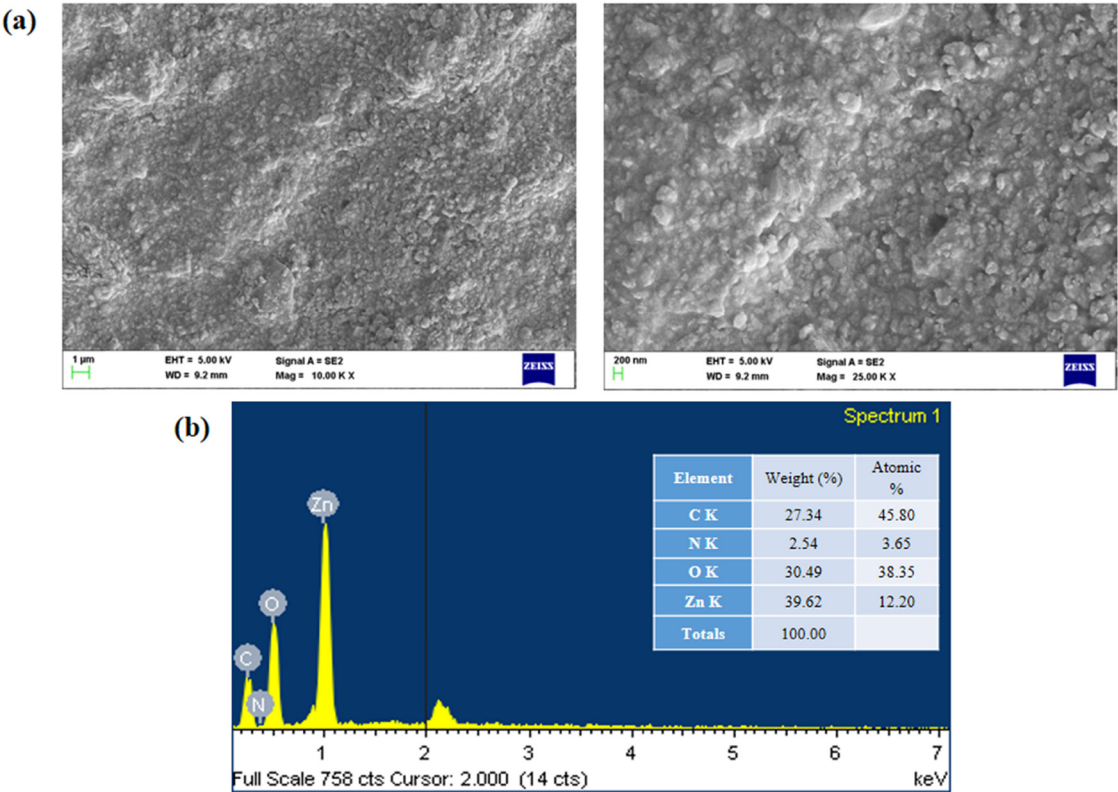 (a)
1 µm
EHT = 5.00 kV
Signal A = SE2
WD = 9.2 mm
Mag = 10.00 K X
ZEISS
200 nm
EHT = 5.00 kV
Signal A = SE2
WD = 9.2 mm
Mag = 25.00 K X
ZEISS
(b)
Spectrum 1
Element Weight (%) Atomic %
C K 27.34 45.80
N K 2.54 3.65
O K 30.49 38.35
Zn K 39.62 12.20
Totals 100.00
Zn
O
C
N
1 2 3 4 5 6 7
Full Scale 758 cts Cursor: 2.000 (14 cts) keV